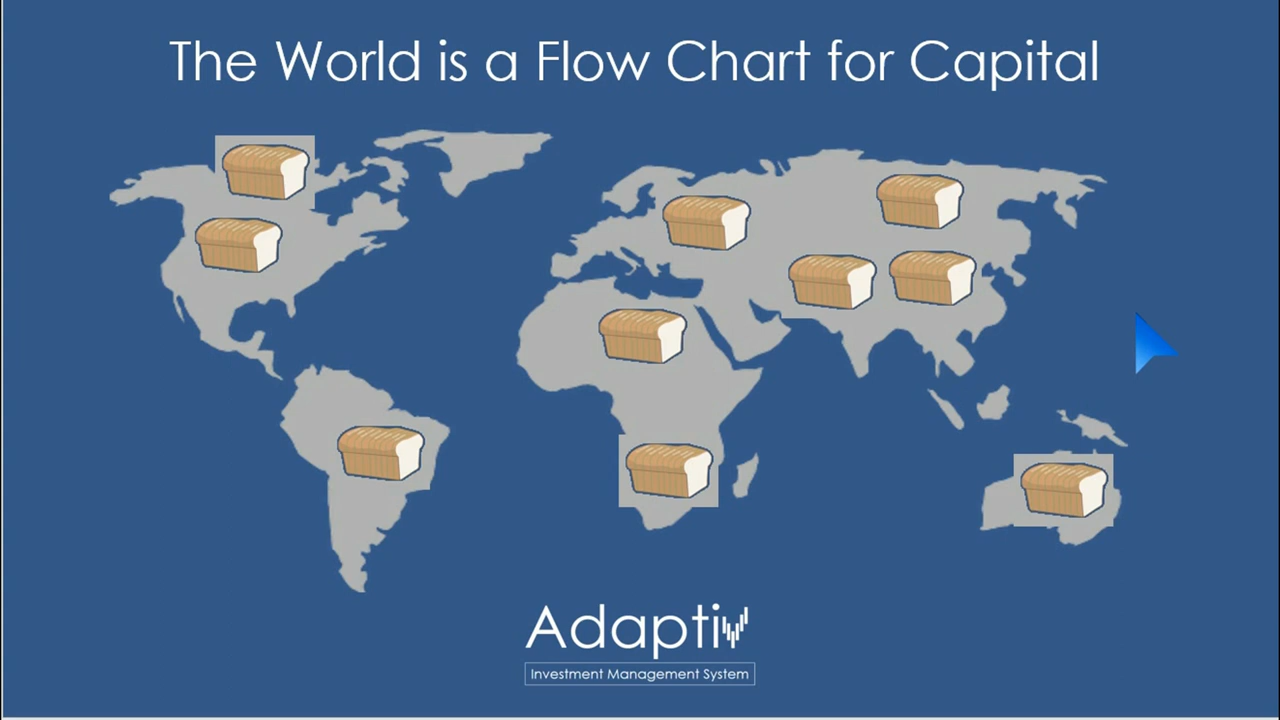 The World is a Flow Chart for Capital
Adaptiv
Investment Management System